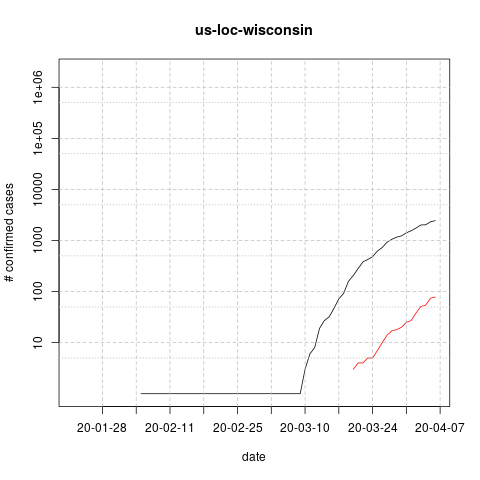 us-loc-wisconsin
# confirmed cases
1e+06
1e+05
10000
1000
100
10
20-01-28 20-02-11 20-02-25 20-03-10 20-03-24 20-04-07
date